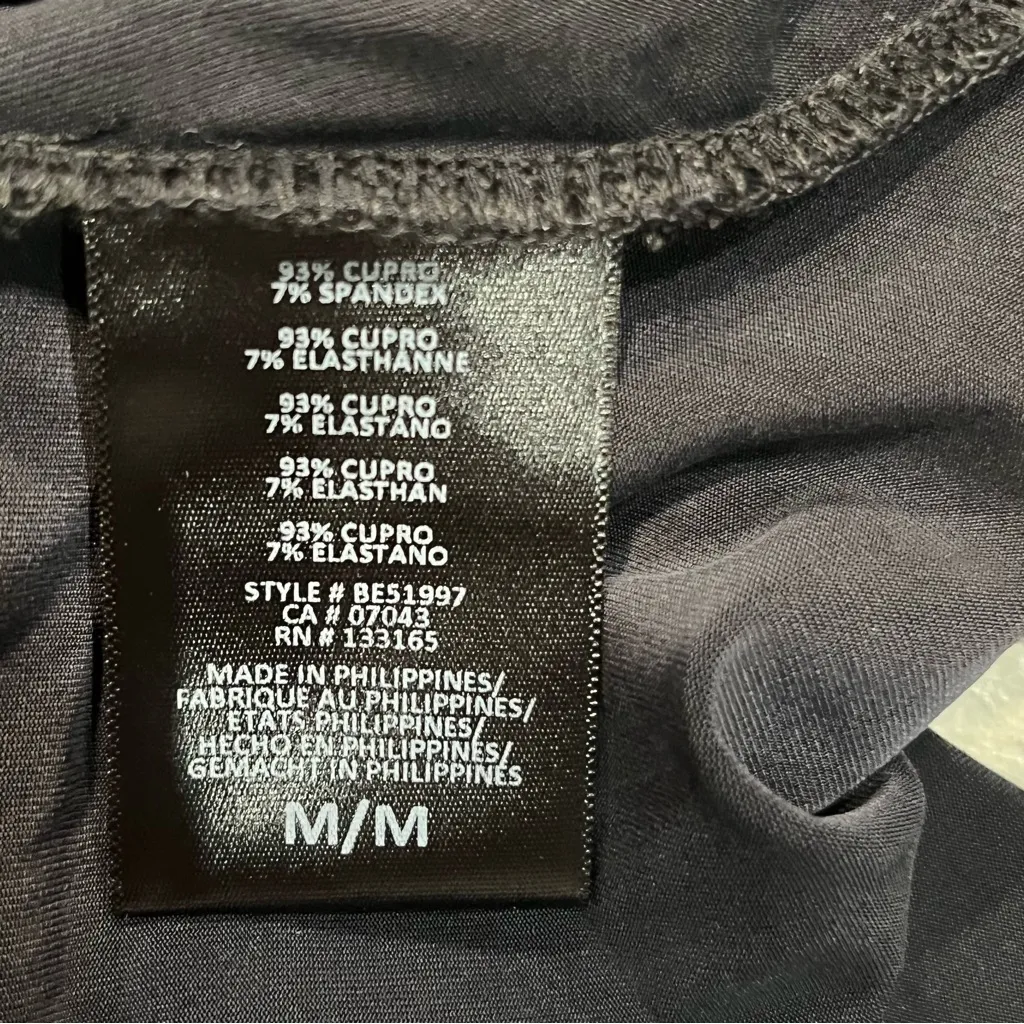 93% CUPRO
7% SPANDEX
93% CUPRO
7% ELASTHANNE
93% CUPRO
7% ELASTANO
93% CUPRO
7% ELASTHAN
93% CUPRO
7% ELASTANO
STYLE # BE51997
CA # 07043
RN # 133165
MADE IN PHILIPPINES/
FABRIQUE AU PHILIPPINES/
ETATS PHILIPPINES/
HECHO EN PHILIPPINES/
GEMACHT IN PHILIPPINES
M/M